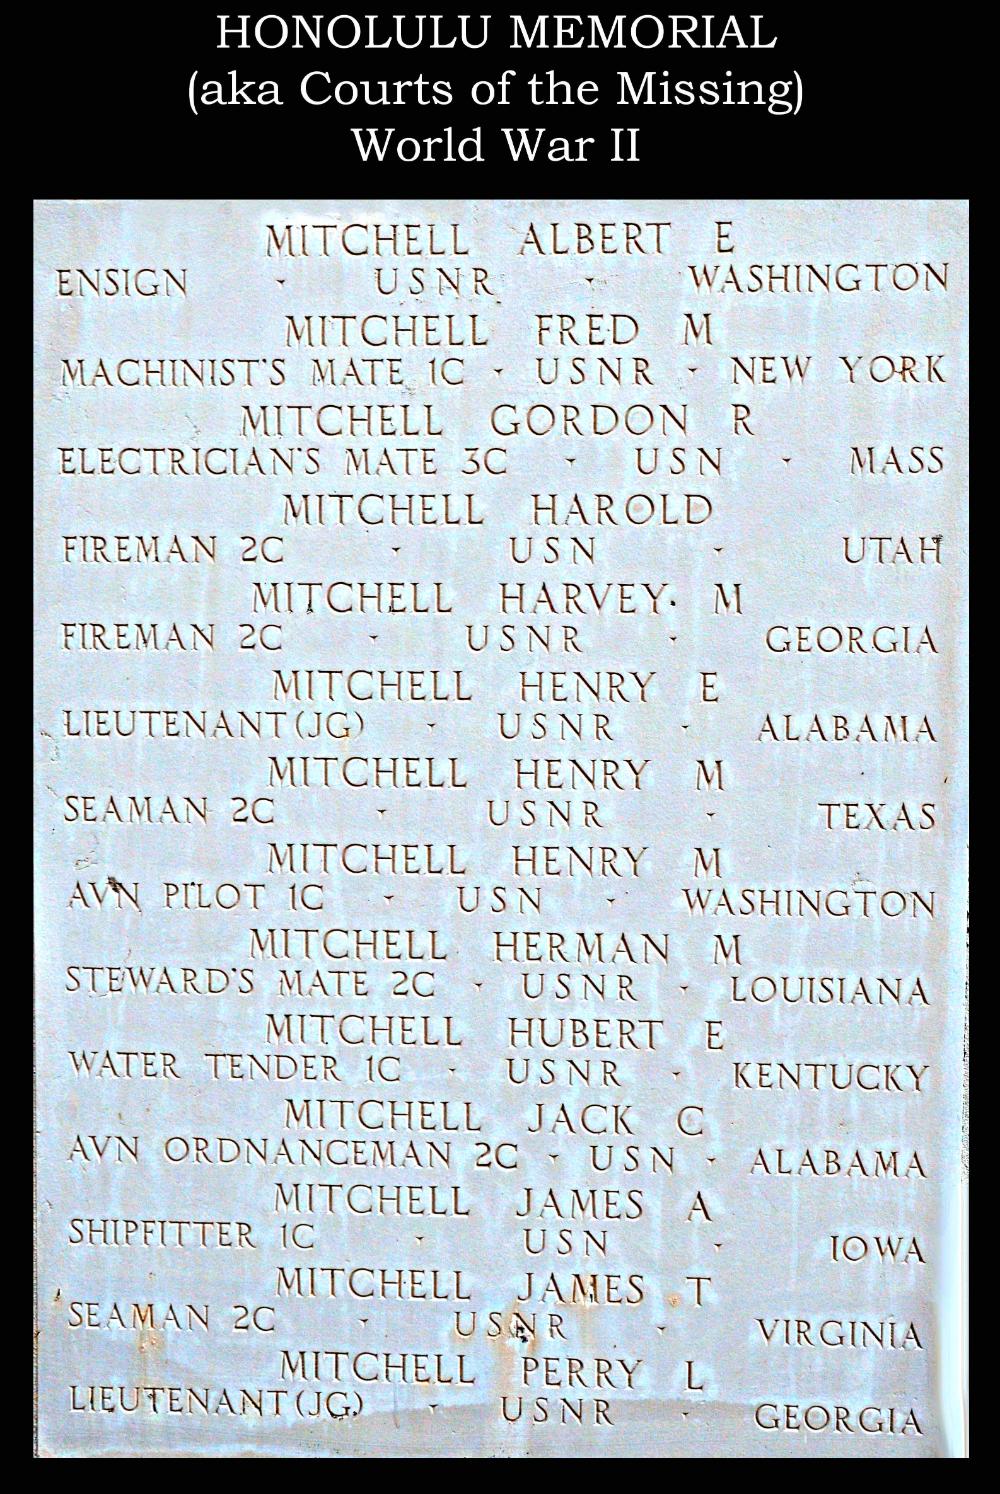 HONOLULU MEMORIAL
(aka Courts of the Missing)
World War II
MITCHELL ALBERT E
ENSIGN · USNR · WASHINGTON
MITCHELL FRED M
MACHINIST'S MATE 1C · USNR · NEW YORK
MITCHELL GORDON R
ELECTRICIAN'S MATE 3C · USN · MASS
MITCHELL HAROLD
FIREMAN 2C · USN · UTAH
MITCHELL HARVEY M
FIREMAN 2C · USNR · GEORGIA
MITCHELL HENRY E
LIEUTENANT(JG) · USNR · ALABAMA
MITCHELL HENRY M
SEAMAN 2C · USNR · TEXAS
MITCHELL HENRY M
AVN PILOT 1C · USN · WASHINGTON
MITCHELL HERMAN M
STEWARD'S MATE 2C · USNR · LOUISIANA
MITCHELL HUBERT E
WATER TENDER 1C · USNR · KENTUCKY
MITCHELL JACK C
AVN ORDNANCEMAN 2C · USN · ALABAMA
MITCHELL JAMES A
SHIPFITTER 1C · USN · IOWA
MITCHELL JAMES T
SEAMAN 2C · USNR · VIRGINIA
MITCHELL PERRY L
LIEUTENANT(JG) · USNR · GEORGIA